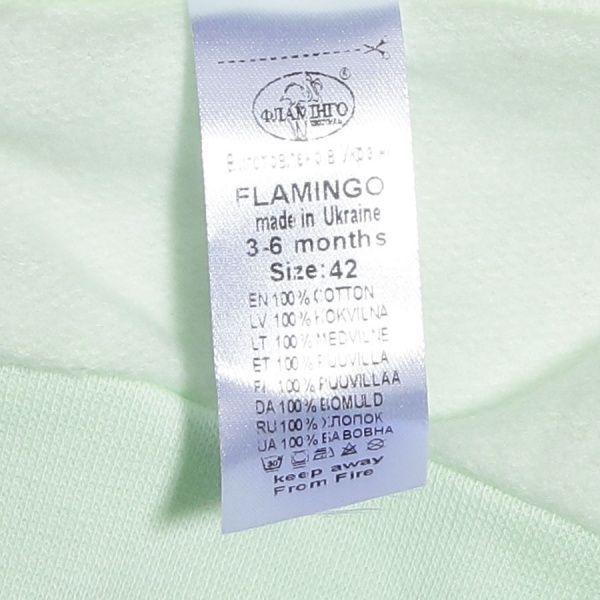 ФЛАМІНГО
FLAMINGO
made in Ukraine
3-6 months
Size: 42
EN 100% COTTON
LV 100% KOKVILNA
LT 100% MEDVILNE
ET 100% PUUVILLA
FI 100% PUUVILLAA
DA 100% BOMULD
RU 100% ХЛОПОК
UA 100% БАВОВНА
30
keep away
From Fire